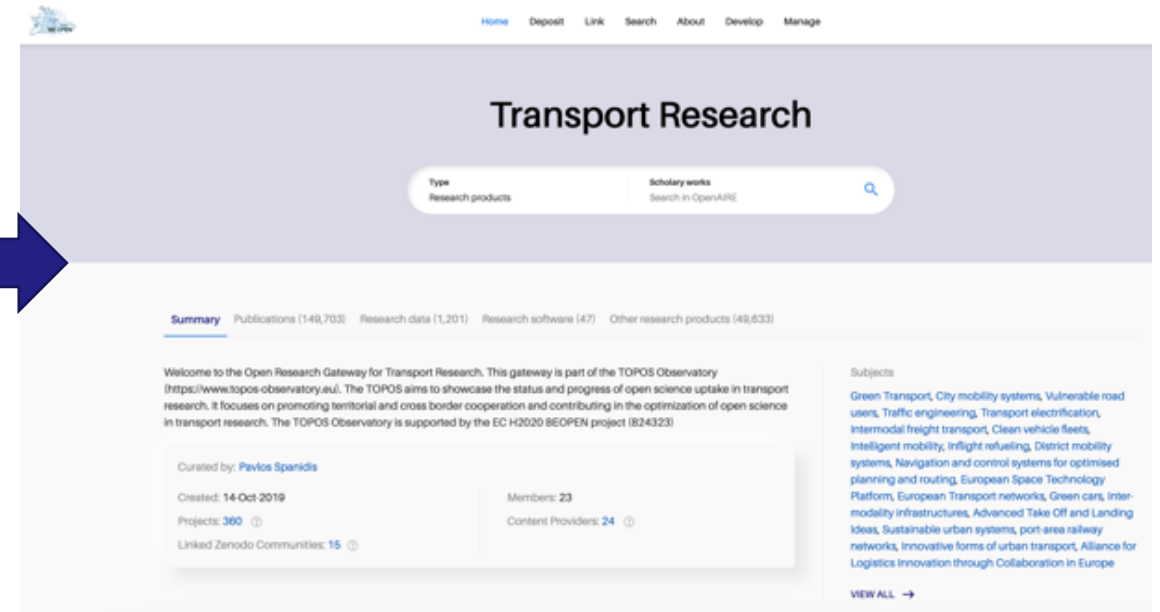 BE OPEN
Home Deposit Link Search About Develop Manage
Transport Research
Type
Research products
Scholary works
Search in OpenAIRE
Summary Publications (149,703) Research data (1,201) Research software (47) Other research products (49,633)
Welcome to the Open Research Gateway for Transport Research. This gateway is part of the TOPOS Observatory
(https://www.topos-observatory.eu). The TOPOS aims to showcase the status and progress of open science uptake in transport
research. It focuses on promoting territorial and cross border cooperation and contributing in the optimization of open science
in transport research. The TOPOS Observatory is supported by the EC H2020 BEOPEN project (824323)
Curated by: Pavlos Spanidis
Created: 14-Oct-2019
Projects: 360
Linked Zenodo Communities: 15
Members: 23
Content Providers: 24
Subjects
Green Transport, City mobility systems, Vulnerable road
users, Traffic engineering, Transport electrification,
Intermodal freight transport, Clean vehicle fleets,
Intelligent mobility, Inflight refueling, District mobility
systems, Navigation and control systems for optimised
planning and routing, European Space Technology
Platform, European Transport networks, Green cars, Inter-
modality infrastructures, Advanced Take Off and Landing
Ideas, Sustainable urban systems, port-area railway
networks, Innovative forms of urban transport, Alliance for
Logistics Innovation through Collaboration in Europe
VIEW ALL →